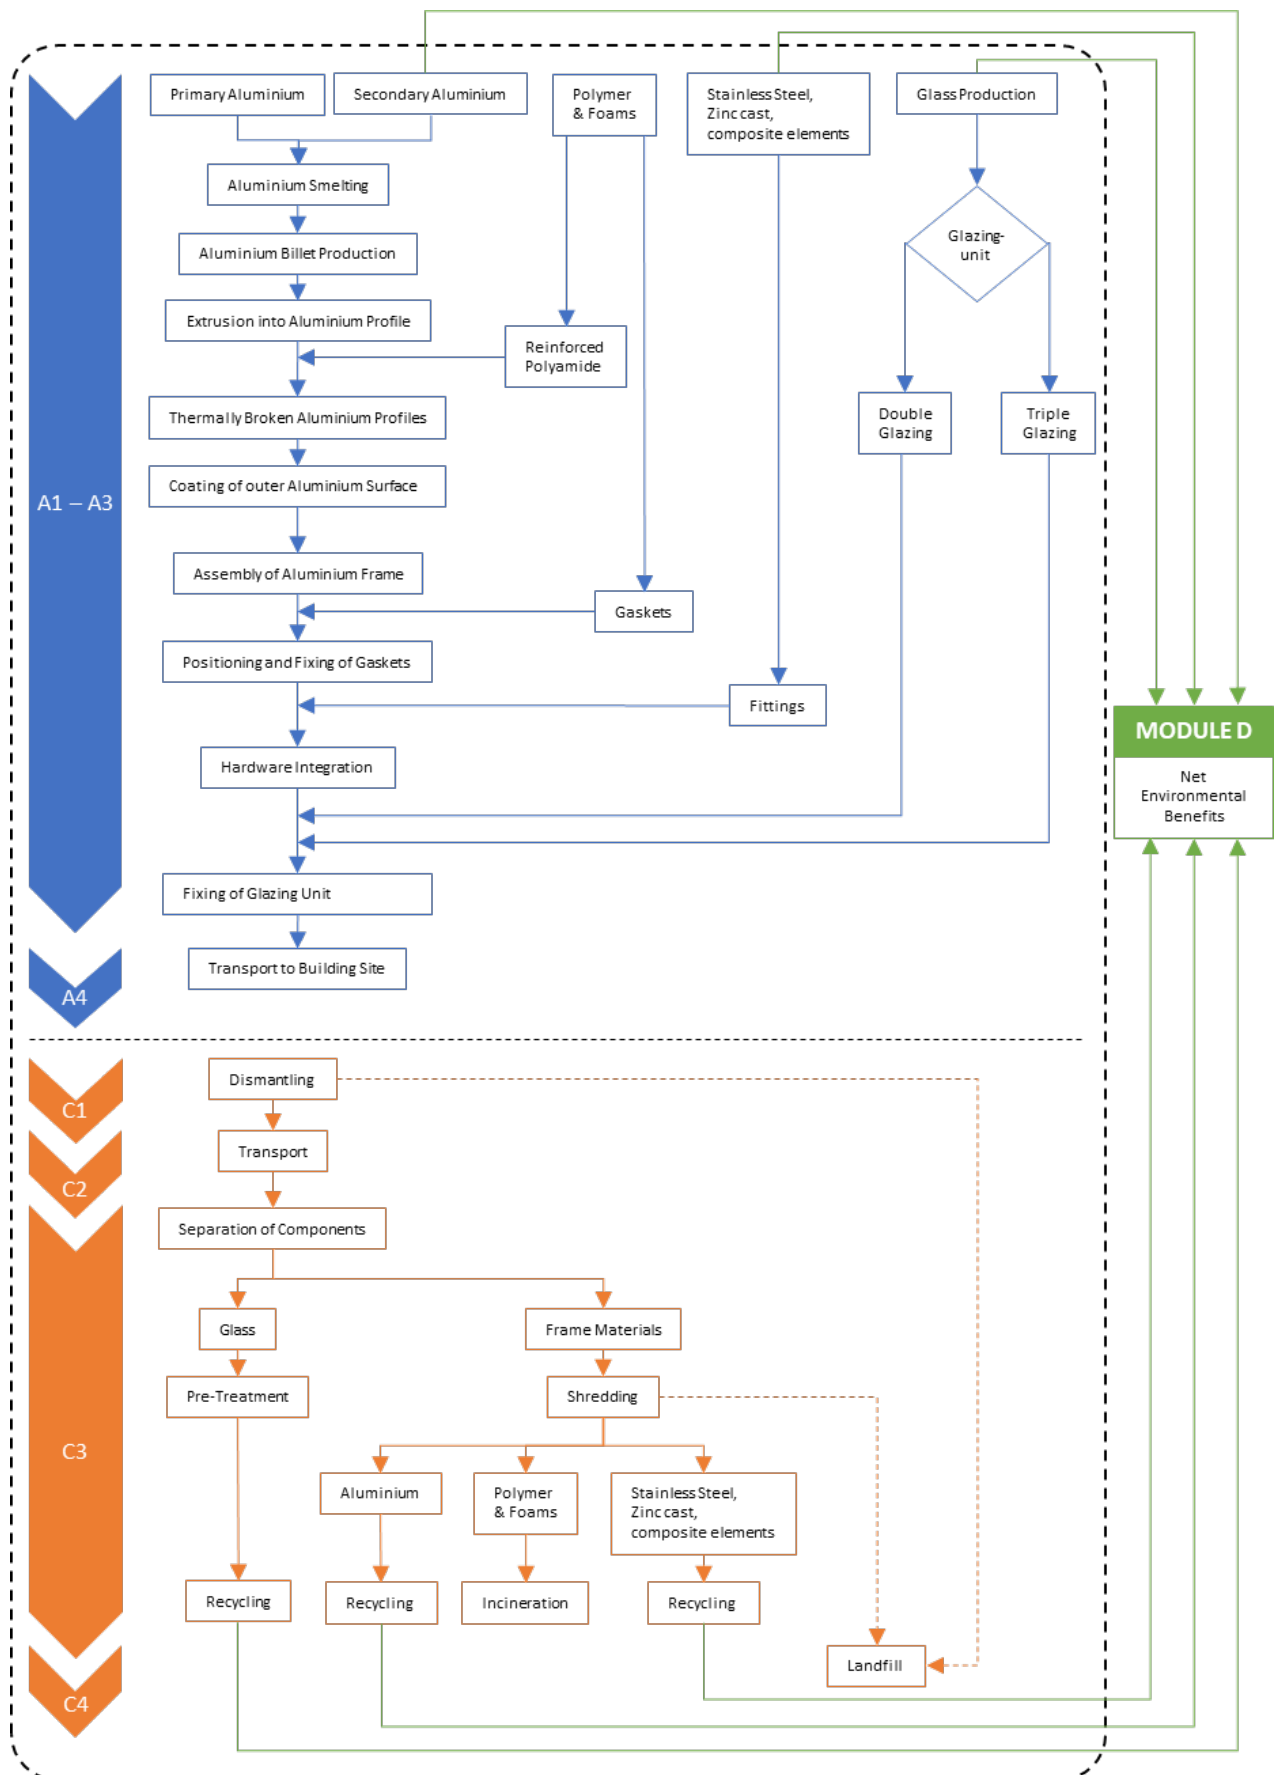 Primary Aluminium
Secondary Aluminium
Polymer
& Foams
Stainless Steel,
Zinc cast,
composite elements
Glass Production
Aluminium Smelting
Aluminium Billet Production
Glazing-
unit
Extrusion into Aluminium Profile
Reinforced
Polyamide
Thermally Broken Aluminium Profiles
Double
Glazing
Triple
Glazing
Coating of outer Aluminium Surface
A1 – A3
Assembly of Aluminium Frame
Gaskets
Positioning and Fixing of Gaskets
Fittings
MODULE D
Net
Environmental
Benefits
Hardware Integration
Fixing of Glazing Unit
Transport to Building Site
A4
Dismantling
C1
Transport
C2
Separation of Components
Glass
Frame Materials
Pre-Treatment
Shredding
C3
Aluminium
Polymer
& Foams
Stainless Steel,
Zinc cast,
composite elements
Recycling
Recycling
Incineration
Recycling
Landfill
C4